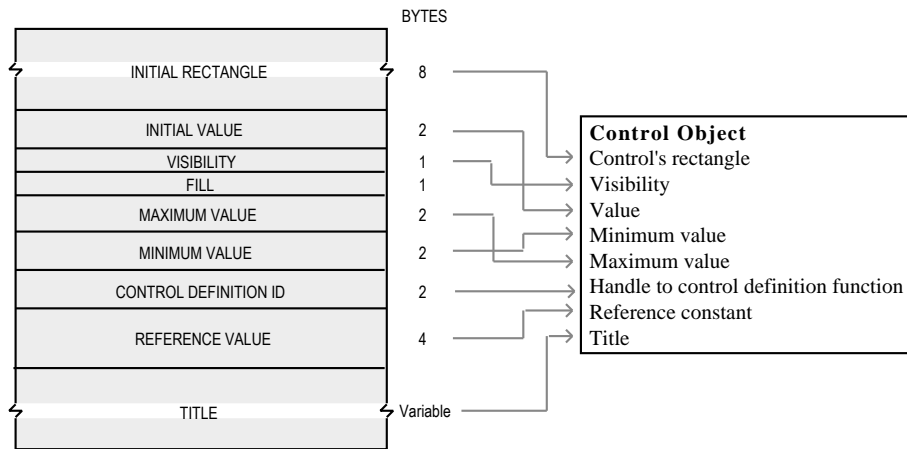 BYTES
INITIAL RECTANGLE 8
INITIAL VALUE 2
VISIBILITY 1
FILL 1
MAXIMUM VALUE 2
MINIMUM VALUE 2
CONTROL DEFINITION ID 2
REFERENCE VALUE 4
TITLE Variable
Control Object
Control's rectangle
Visibility
Value
Minimum value
Maximum value
Handle to control definition function
Reference constant
Title